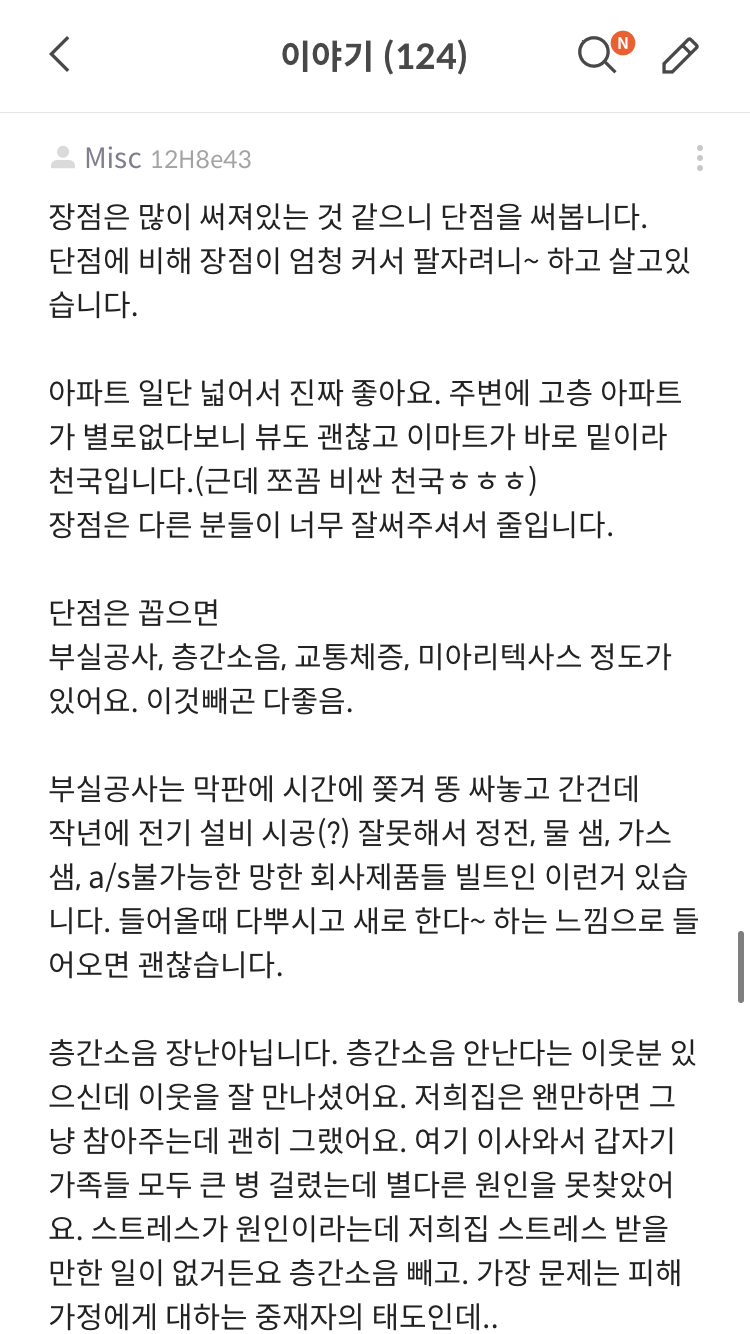 이야기 (124)
N
Misc 12H8e43
장점은 많이 써져있는 것 같으니 단점을 써봅니다.
단점에 비해 장점이 엄청 커서 팔자려니~ 하고 살고있
습니다.
아파트 일단 넓어서 진짜 좋아요. 주변에 고층 아파트
가 별로없다보니 뷰도 괜찮고 이마트가 바로 밑이라
천국입니다.(근데 쪼꼼 비싼 천국ㅎㅎㅎ)
장점은 다른 분들이 너무 잘써주셔서 줄입니다.
단점은 꼽으면
부실공사, 층간소음, 교통체증, 미아리텍사스 정도가
있어요. 이것빼곤 다좋음.
부실공사는 막판에 시간에 쫒겨 똥 싸놓고 간건데
작년에 전기 설비 시공(?) 잘못해서 정전, 물 샘, 가스
샘, a/s불가능한 망한 회사제품들 빌트인 이런거 있습
니다. 들어올때 다뿌시고 새로 한다~ 하는 느낌으로 들
어오면 괜찮습니다.
층간소음 장난아닙니다. 층간소음 안난다는 이웃분 있
으신데 이웃을 잘 만나셨어요. 저희집은 왠만하면 그
냥 참아주는데 괜히 그랬어요. 여기 이사와서 갑자기
가족들 모두 큰 병 걸렸는데 별다른 원인을 못찾았어
요. 스트레스가 원인이라는데 저희집 스트레스 받을
만한 일이 없거든요 층간소음 빼고. 가장 문제는 피해
가정에게 대하는 중재자의 태도인데..